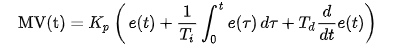 MV(t) = K_p ( e(t) + 1/T_i ∫_0^t e(τ) dτ + T_d d/dt e(t) )